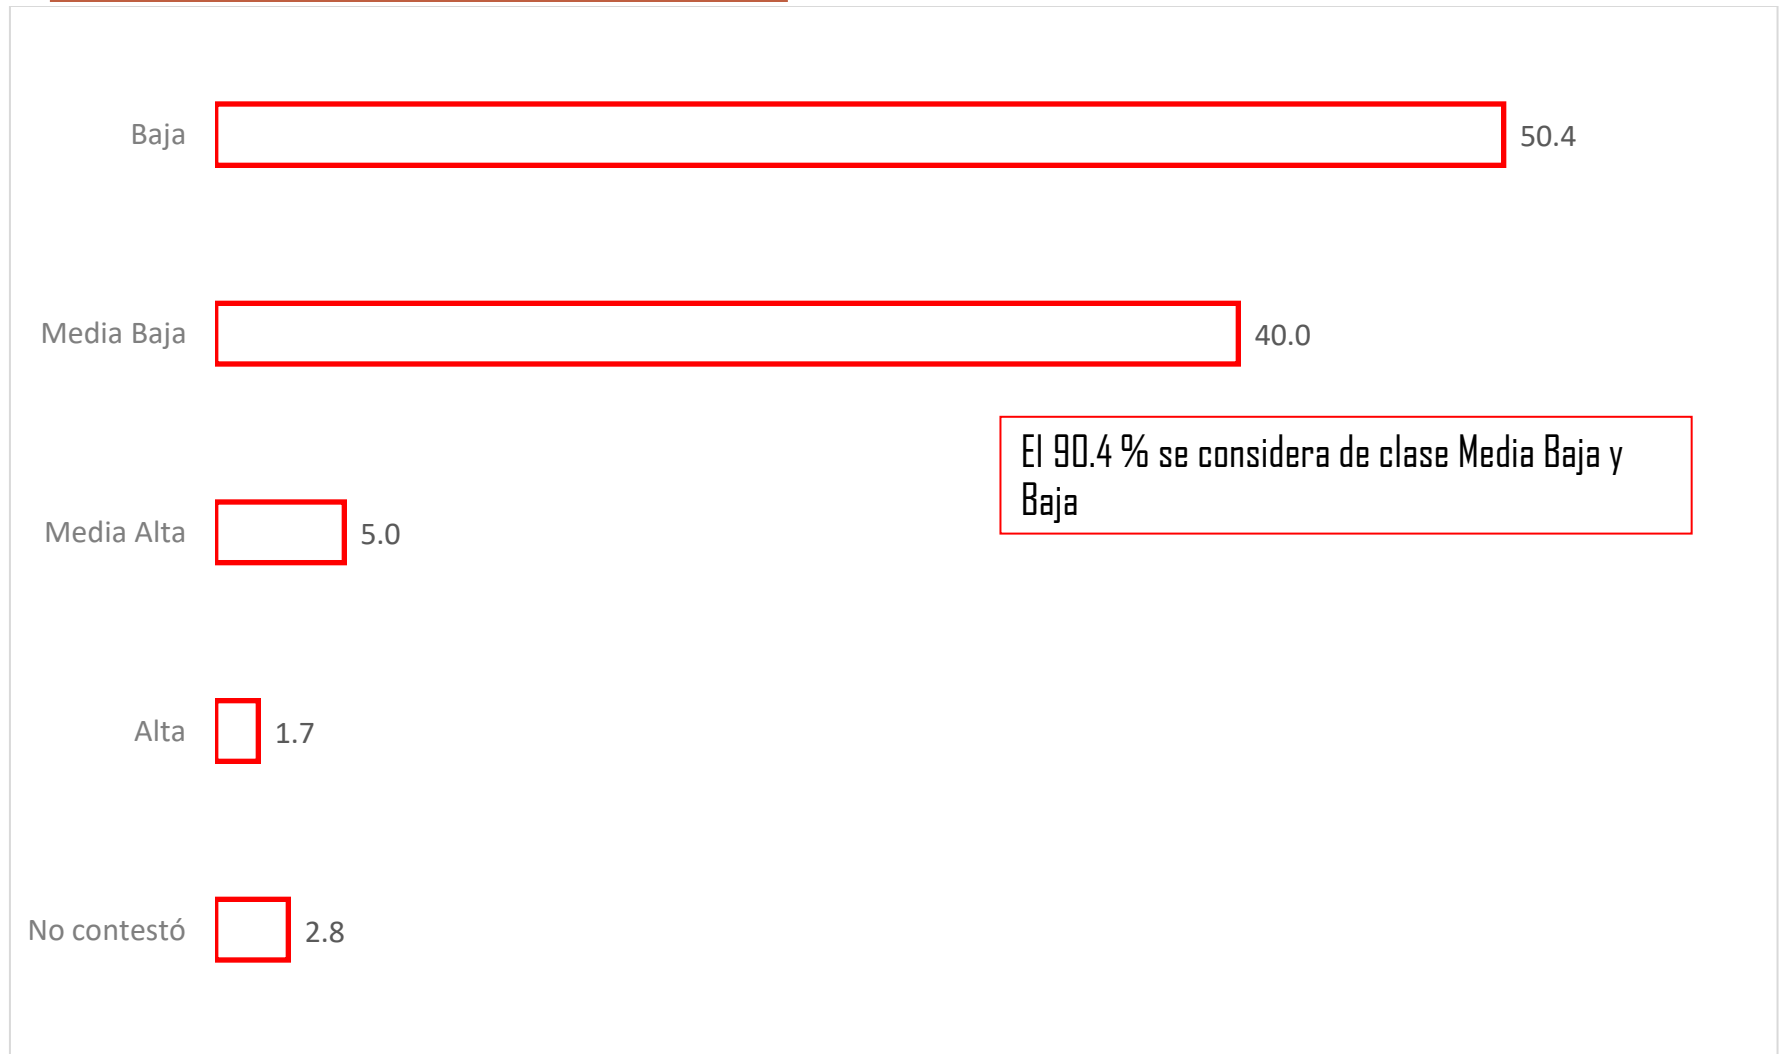 Baja 50.4
Media Baja 40.0
El 90.4 % se considera de clase Media Baja y
Baja
Media Alta 5.0
Alta 1.7
No contestó 2.8